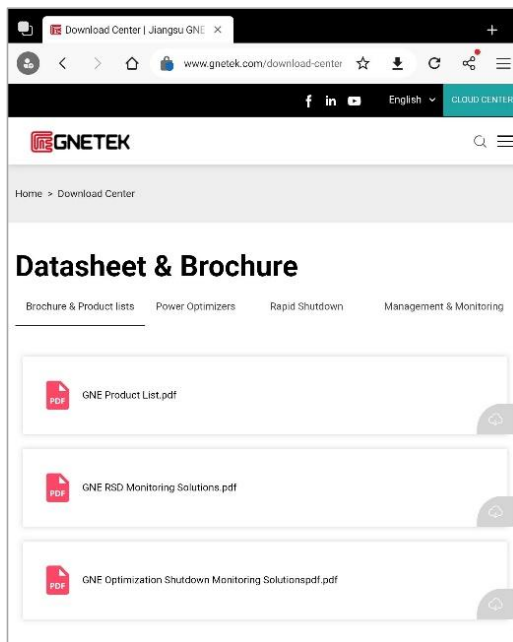 Download Center | Jiangsu GNE
www.gnetek.com/download-center
English
CLOUD CENTER
GNETEK
Home > Download Center
Datasheet & Brochure
Brochure & Product lists Power Optimizers Rapid Shutdown Management & Monitoring
PDF GNE Product List.pdf
PDF GNE RSD Monitoring Solutions.pdf
PDF GNE Optimization Shutdown Monitoring Solutionspdf.pdf